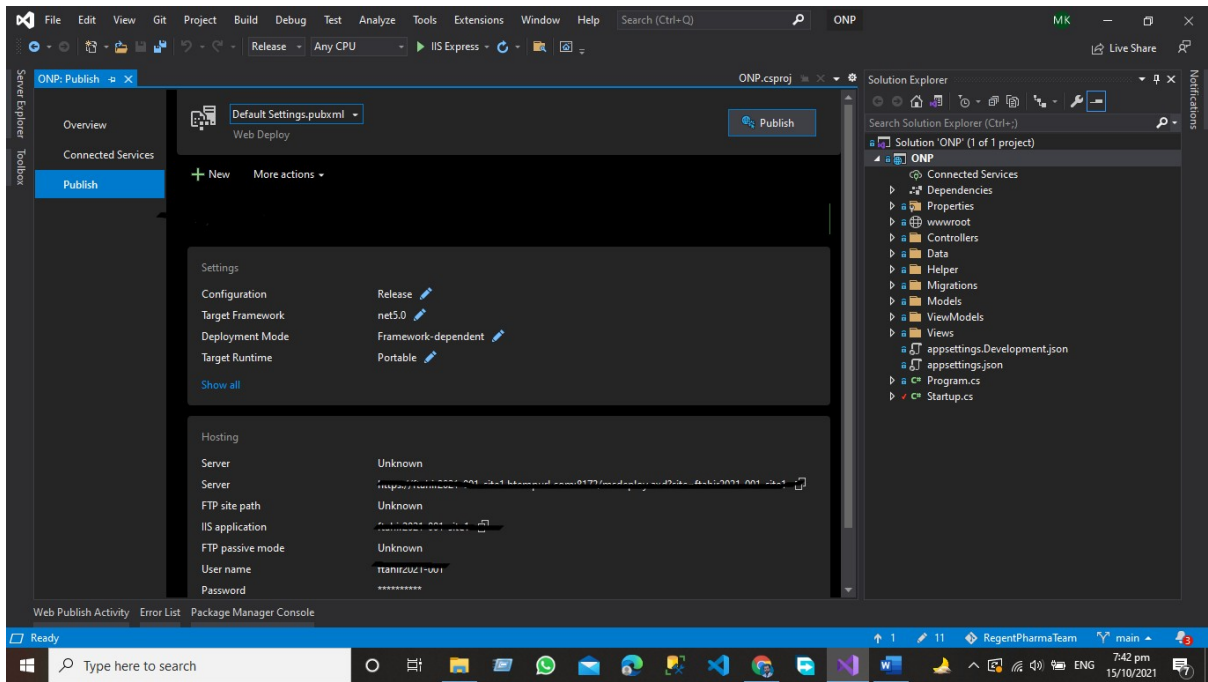 File Edit View Git Project Build Debug Test Analyze Tools Extensions Window Help Search (Ctrl+Q) ONP MK
Release Any CPU IIS Express Live Share
Server Explorer
Toolbox
ONP: Publish ONP.csproj
Overview
Connected Services
Publish
Default Settings.pubxml
Web Deploy
Publish
New More actions
Settings
Configuration Release
Target Framework net5.0
Deployment Mode Framework-dependent
Target Runtime Portable
Show all
Hosting
Server Unknown
Server
FTP site path Unknown
IIS application
FTP passive mode Unknown
User name
Password **********
Solution Explorer
Search Solution Explorer (Ctrl+;)
Solution 'ONP' (1 of 1 project)
ONP
Connected Services
Dependencies
Properties
wwwroot
Controllers
Data
Helper
Migrations
Models
ViewModels
Views
appsettings.Development.json
appsettings.json
C# Program.cs
C# Startup.cs
Notifications
Web Publish Activity Error List Package Manager Console
Ready 1 11 RegentPharmaTeam main 3
Type here to search ENG 7:42 pm
15/10/2021 7